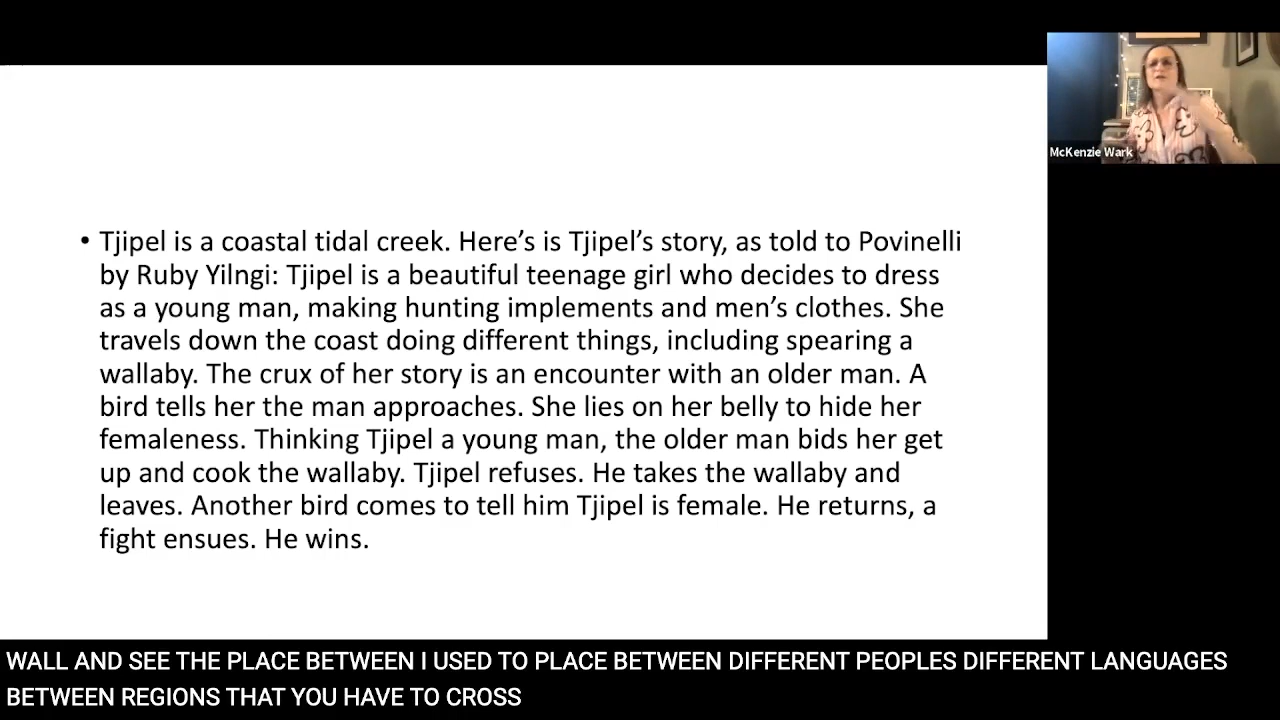 McKenzie Wark
• Tjipel is a coastal tidal creek. Here’s is Tjipel’s story, as told to Povinelli
by Ruby Yilngi: Tjipel is a beautiful teenage girl who decides to dress
as a young man, making hunting implements and men’s clothes. She
travels down the coast doing different things, including spearing a
wallaby. The crux of her story is an encounter with an older man. A
bird tells her the man approaches. She lies on her belly to hide her
femaleness. Thinking Tjipel a young man, the older man bids her get
up and cook the wallaby. Tjipel refuses. He takes the wallaby and
leaves. Another bird comes to tell him Tjipel is female. He returns, a
fight ensues. He wins.
WALL AND SEE THE PLACE BETWEEN I USED TO PLACE BETWEEN DIFFERENT PEOPLES DIFFERENT LANGUAGES
BETWEEN REGIONS THAT YOU HAVE TO CROSS